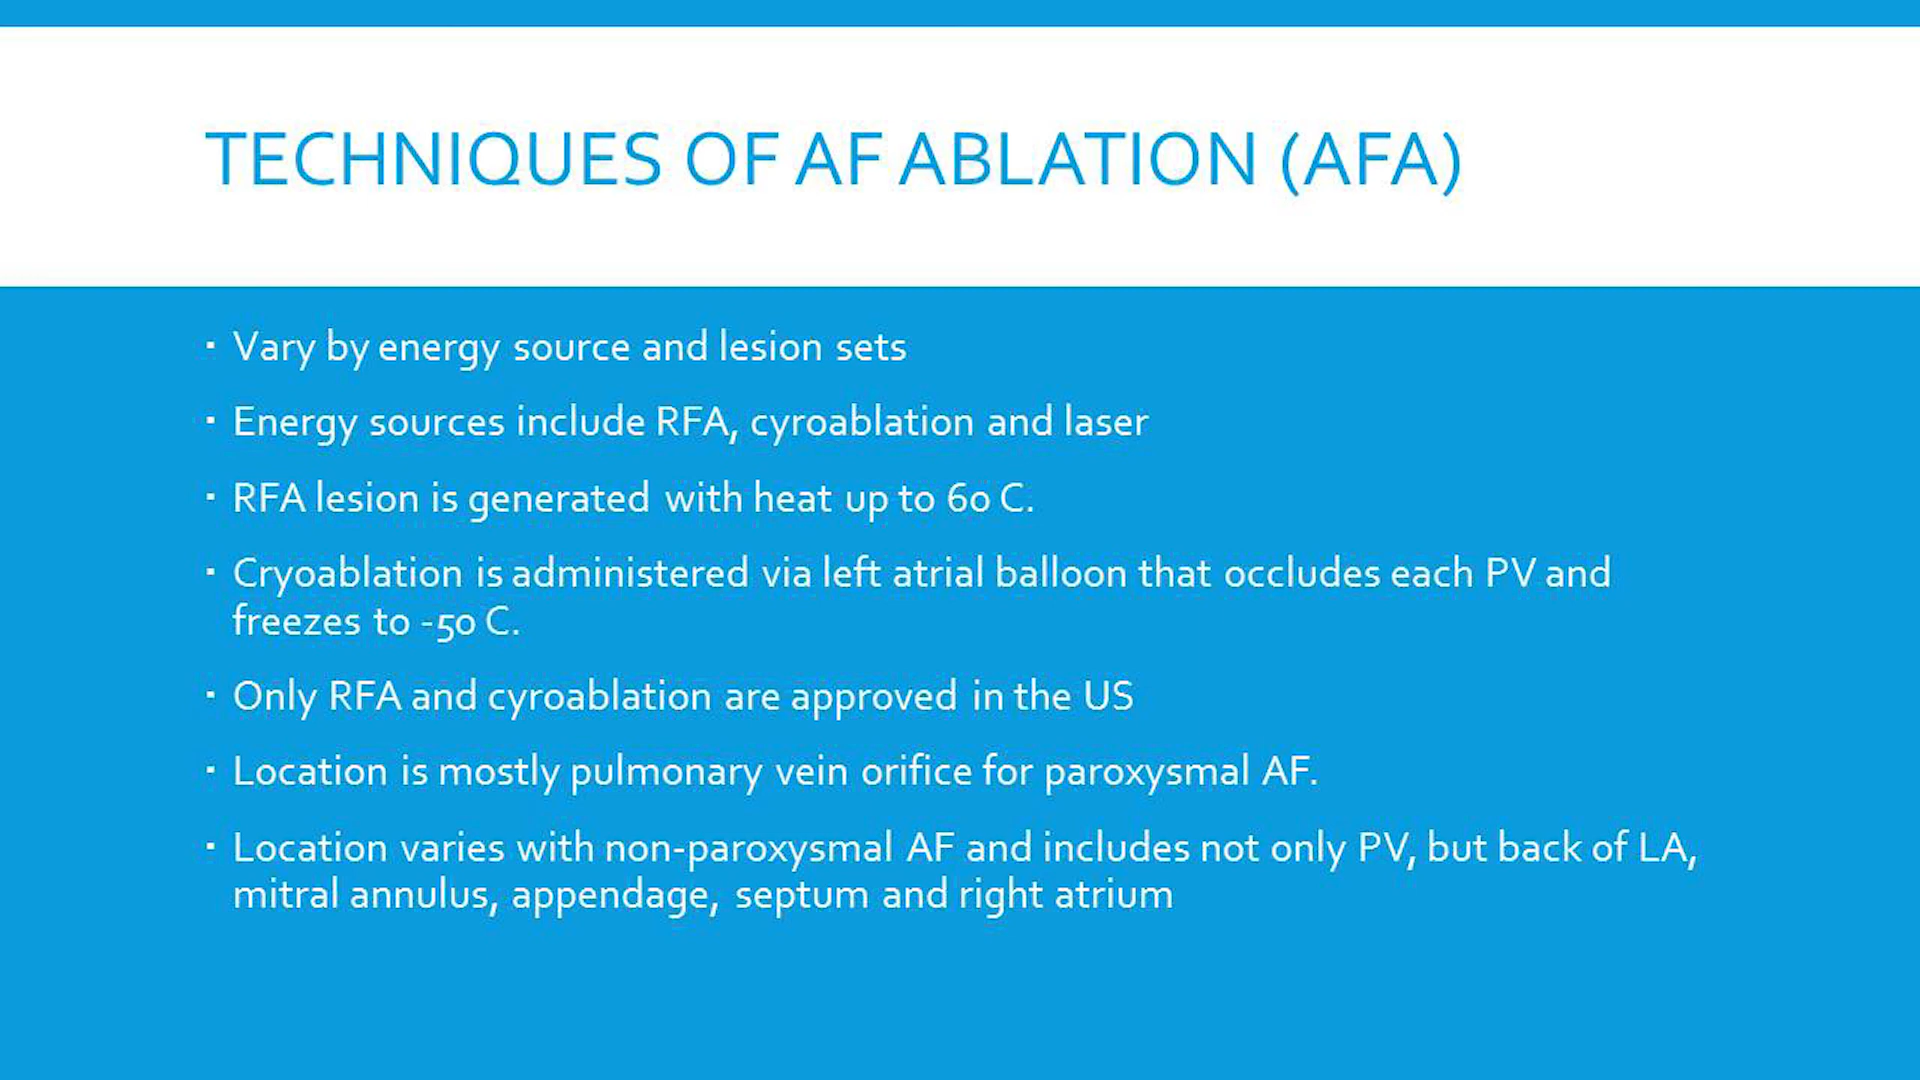 TECHNIQUES OF AF ABLATION (AFA)
▪ Vary by energy source and lesion sets
▪ Energy sources include RFA, cyroablation and laser
▪ RFA lesion is generated with heat up to 60 C.
▪ Cryoablation is administered via left atrial balloon that occludes each PV and
freezes to -50 C.
▪ Only RFA and cyroablation are approved in the US
▪ Location is mostly pulmonary vein orifice for paroxysmal AF.
▪ Location varies with non-paroxysmal AF and includes not only PV, but back of LA,
mitral annulus, appendage, septum and right atrium